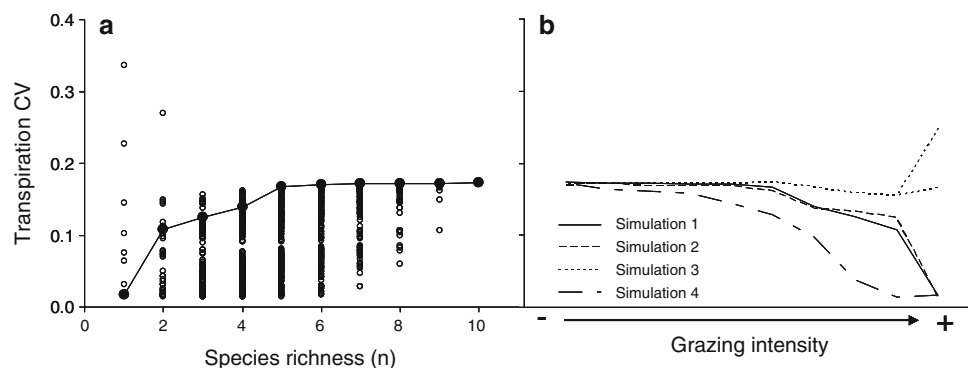 a
b
0.4
0.3
0.2
0.1
0.0
Transpiration CV
0 2 4 6 8 10
Species richness (n)
Simulation 1
Simulation 2
Simulation 3
Simulation 4
- +
Grazing intensity